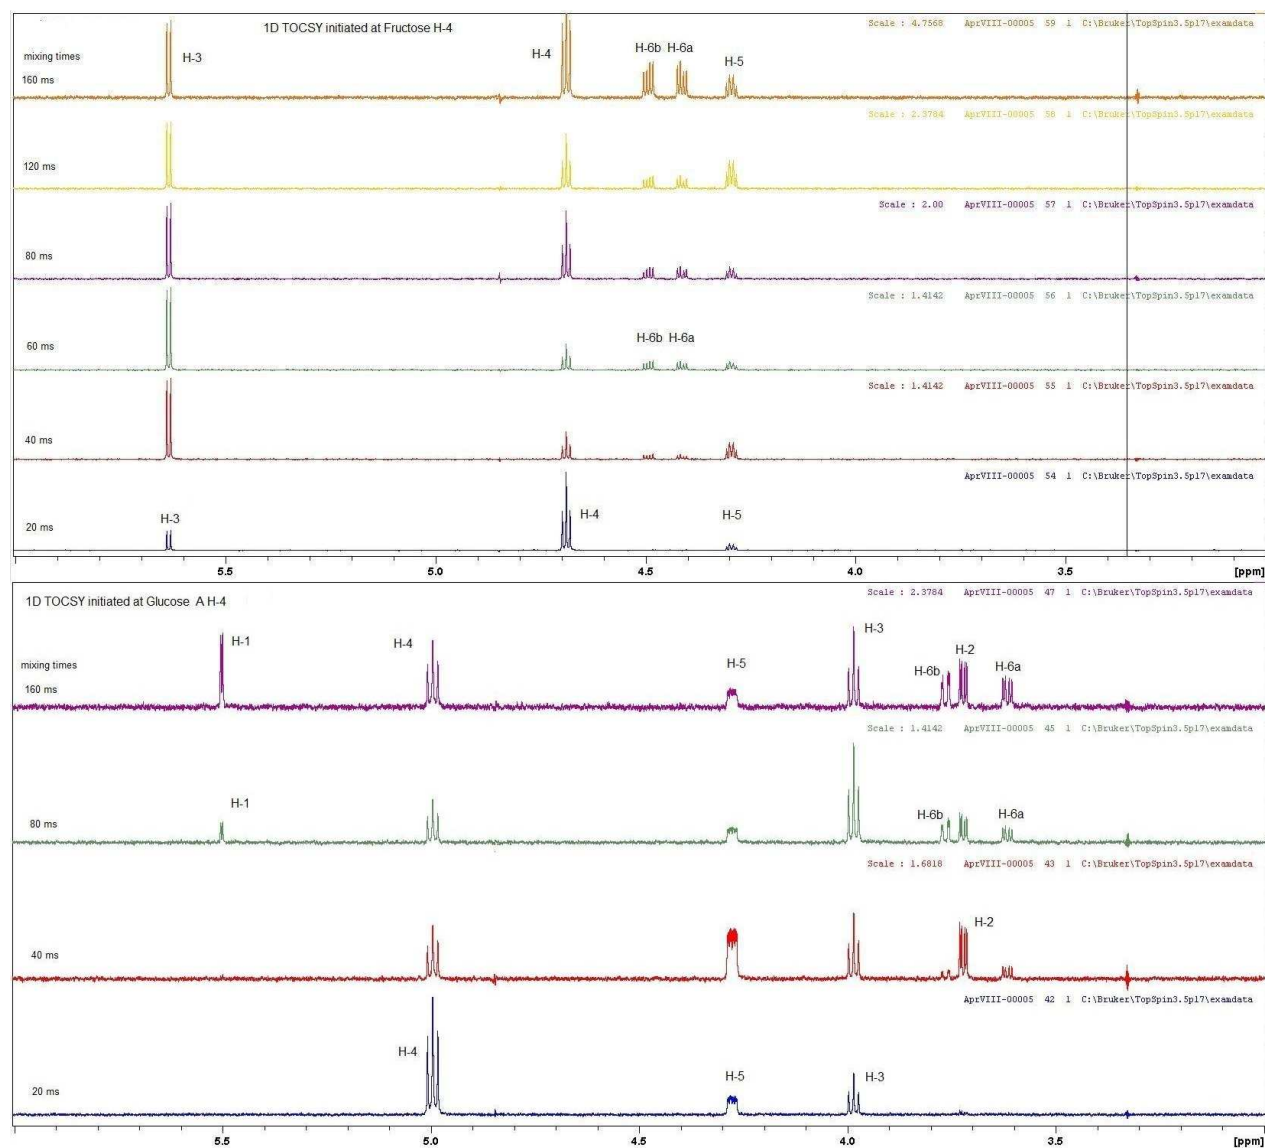 1D TOCSY initiated at Fructose H-4
Scale : 4.7568 AprVIII-00005 59 1 C:\Bruker\TopSpin3.5pl7\examdata
mixing times
160 ms
H-3
H-4
H-6b H-6a
H-5
Scale : 2.3784 AprVIII-00005 58 1 C:\Bruker\TopSpin3.5pl7\examdata
120 ms
Scale : 2.00 AprVIII-00005 57 1 C:\Bruker\TopSpin3.5pl7\examdata
80 ms
Scale : 1.4142 AprVIII-00005 56 1 C:\Bruker\TopSpin3.5pl7\examdata
60 ms
H-6b H-6a
Scale : 1.4142 AprVIII-00005 55 1 C:\Bruker\TopSpin3.5pl7\examdata
40 ms
AprVIII-00005 54 1 C:\Bruker\TopSpin3.5pl7\examdata
20 ms
H-3
H-4
H-5
5.5 5.0 4.5 4.0 3.5 [ppm]
1D TOCSY initiated at Glucose A H-4
Scale : 2.3784 AprVIII-00005 47 1 C:\Bruker\TopSpin3.5pl7\examdata
mixing times
160 ms
H-1
H-4
H-5
H-3
H-6b
H-2
H-6a
Scale : 1.4142 AprVIII-00005 45 1 C:\Bruker\TopSpin3.5pl7\examdata
80 ms
H-1
H-6b
H-6a
Scale : 1.6818 AprVIII-00005 43 1 C:\Bruker\TopSpin3.5pl7\examdata
40 ms
H-2
AprVIII-00005 42 1 C:\Bruker\TopSpin3.5pl7\examdata
20 ms
H-4
H-5
H-3
5.5 5.0 4.5 4.0 3.5 [ppm]